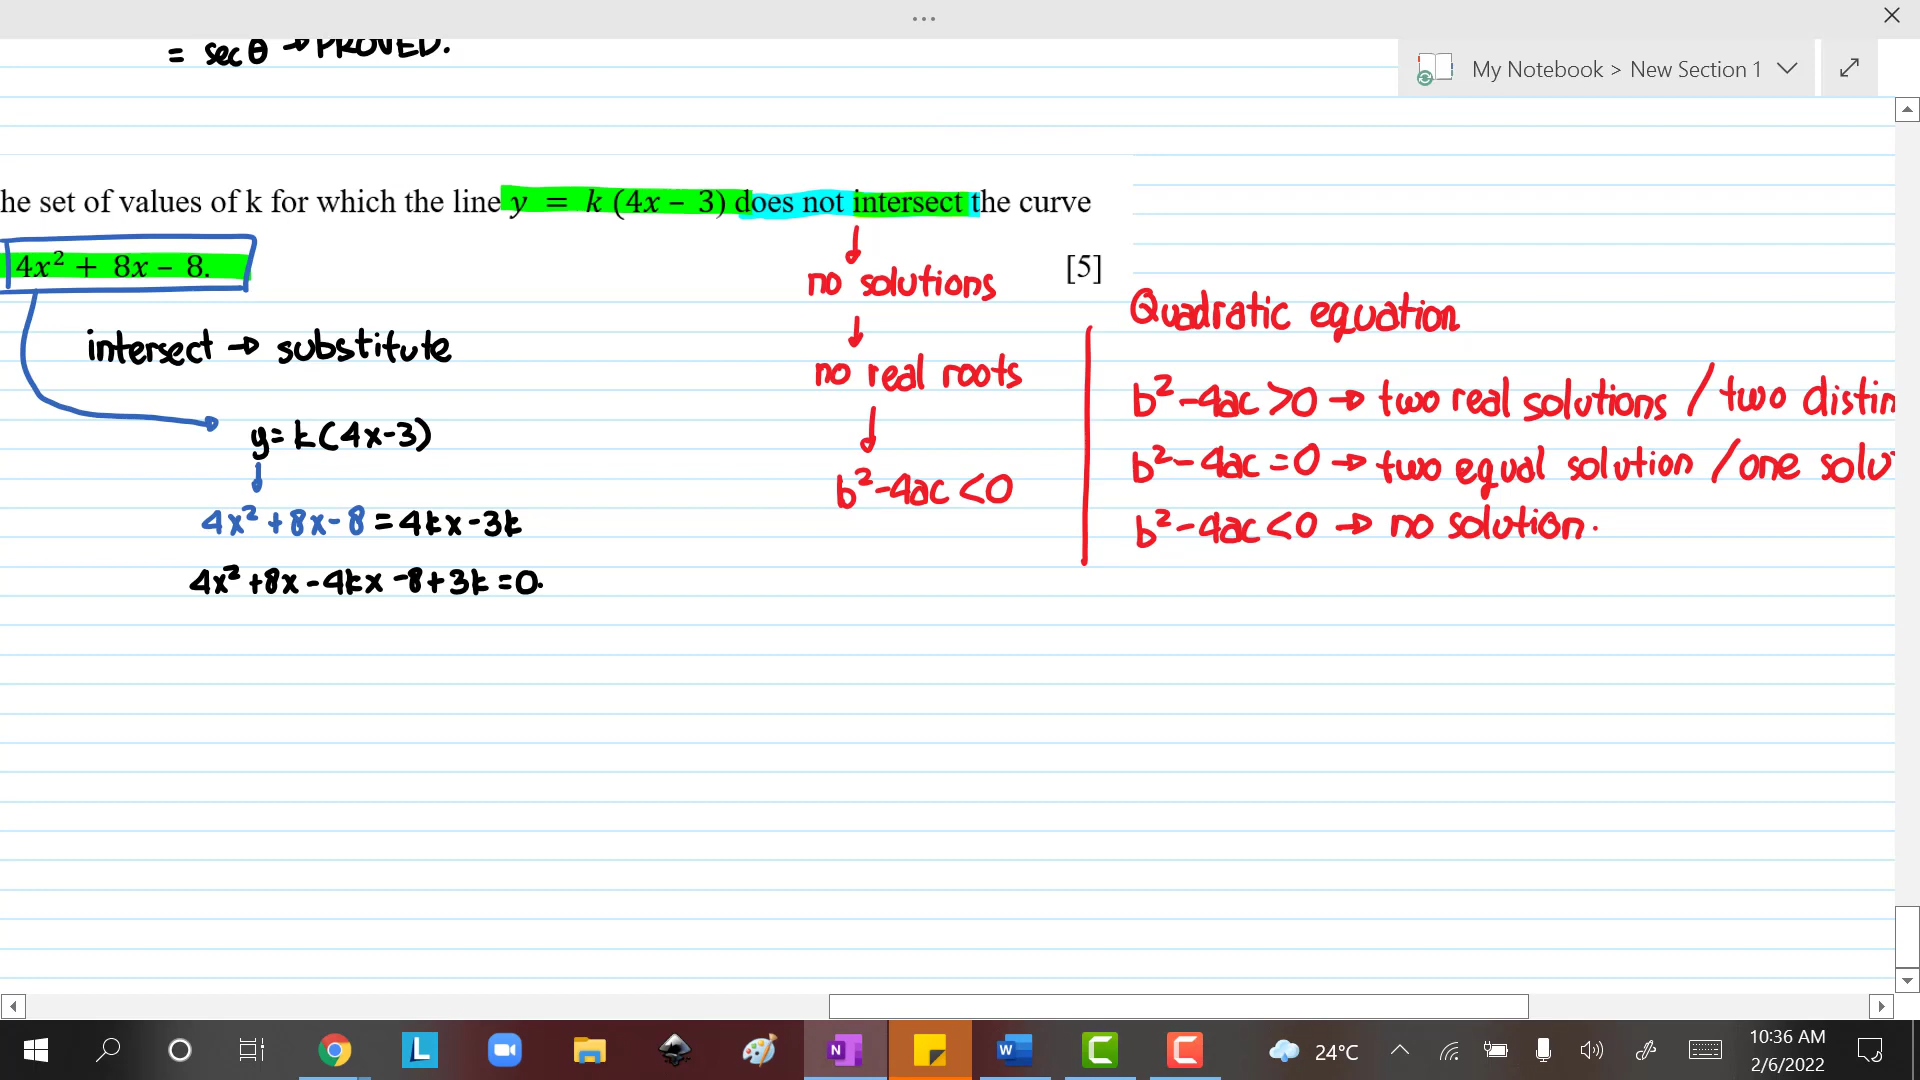 = sec θ → PROVED.
My Notebook > New Section 1
he set of values of k for which the line y = k (4x − 3) does not intersect the curve
4x² + 8x − 8.
[5]
no solutions
Quadratic equation
intersect → substitute
no real roots
b²-4ac >0 → two real solutions / two distin
y= k(4x-3)
b²-4ac =0 → two equal solution / one solu
b²-4ac <0
4x²+8x-8 = 4kx-3k
b²-4ac <0 → no solution.
4x²+8x-4kx-8+3k=0.
24°C
10:36 AM
2/6/2022